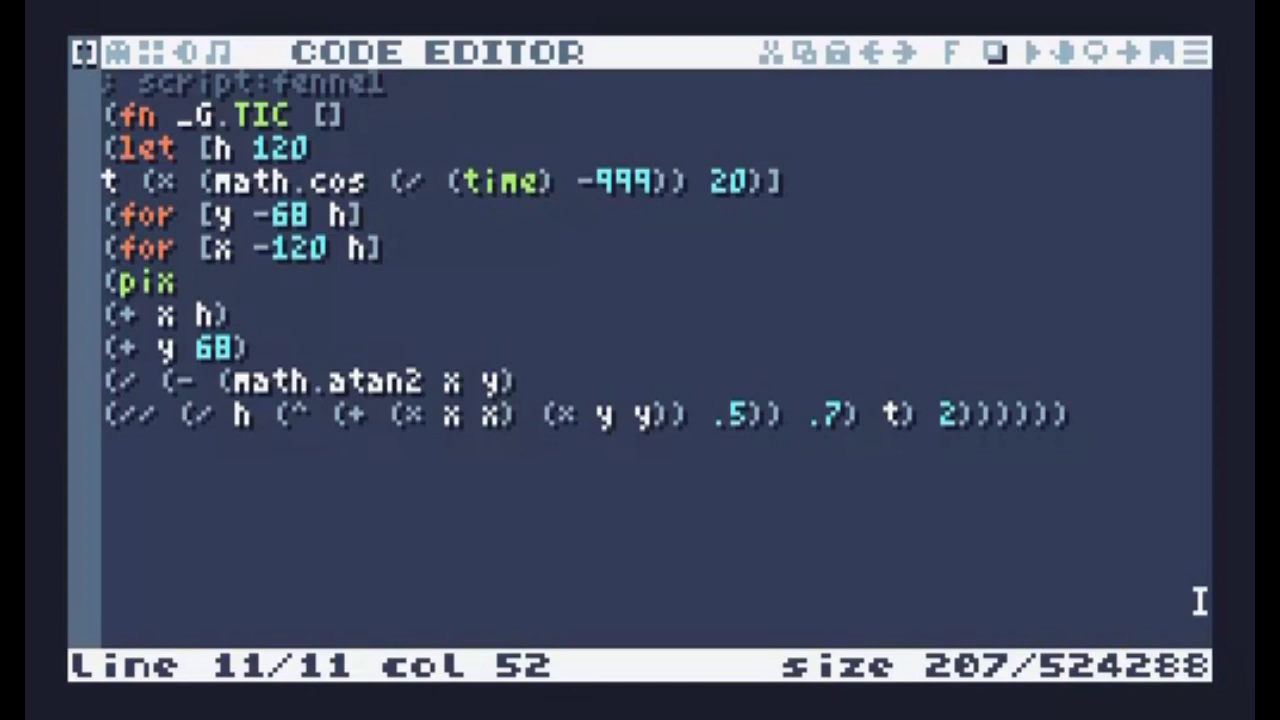 CODE EDITOR F
; script:fennel
(fn _G.TIC []
(let [h 120
t (* (math.cos (/ (time) -999)) 20)]
(for [y -68 h]
(for [x -120 h]
(pix
(+ x h)
(+ y 68)
(/ (- (math.atan2 x y)
(// (/ h (^ (+ (* x x) (* y y)) .5)) .7) t) 2))))))
line 11/11 col 52 size 207/524288